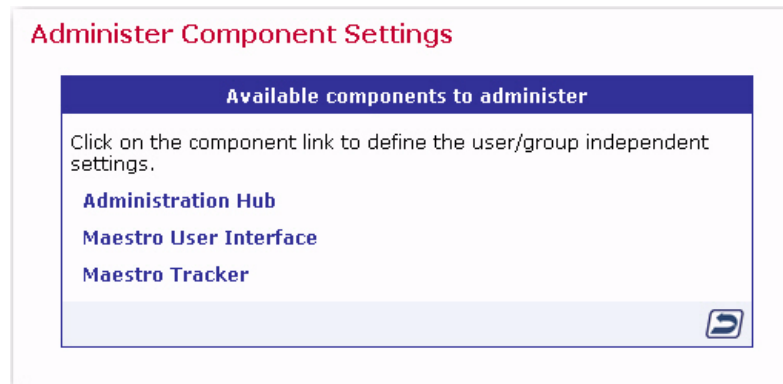 Administer Component Settings
Available components to administer
Click on the component link to define the user/group independent
settings.
Administration Hub
Maestro User Interface
Maestro Tracker